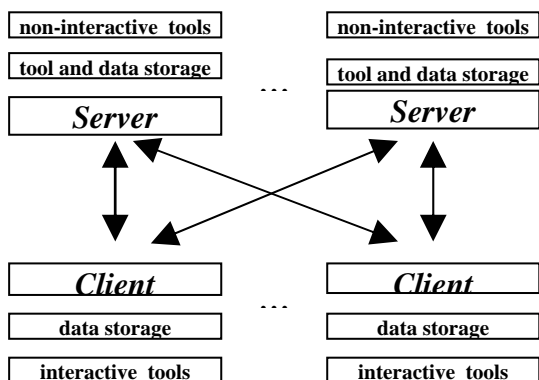 non-interactive tools
non-interactive tools
tool and data storage
tool and data storage
...
Server
Server
Client
Client
...
data storage
data storage
interactive tools
interactive tools